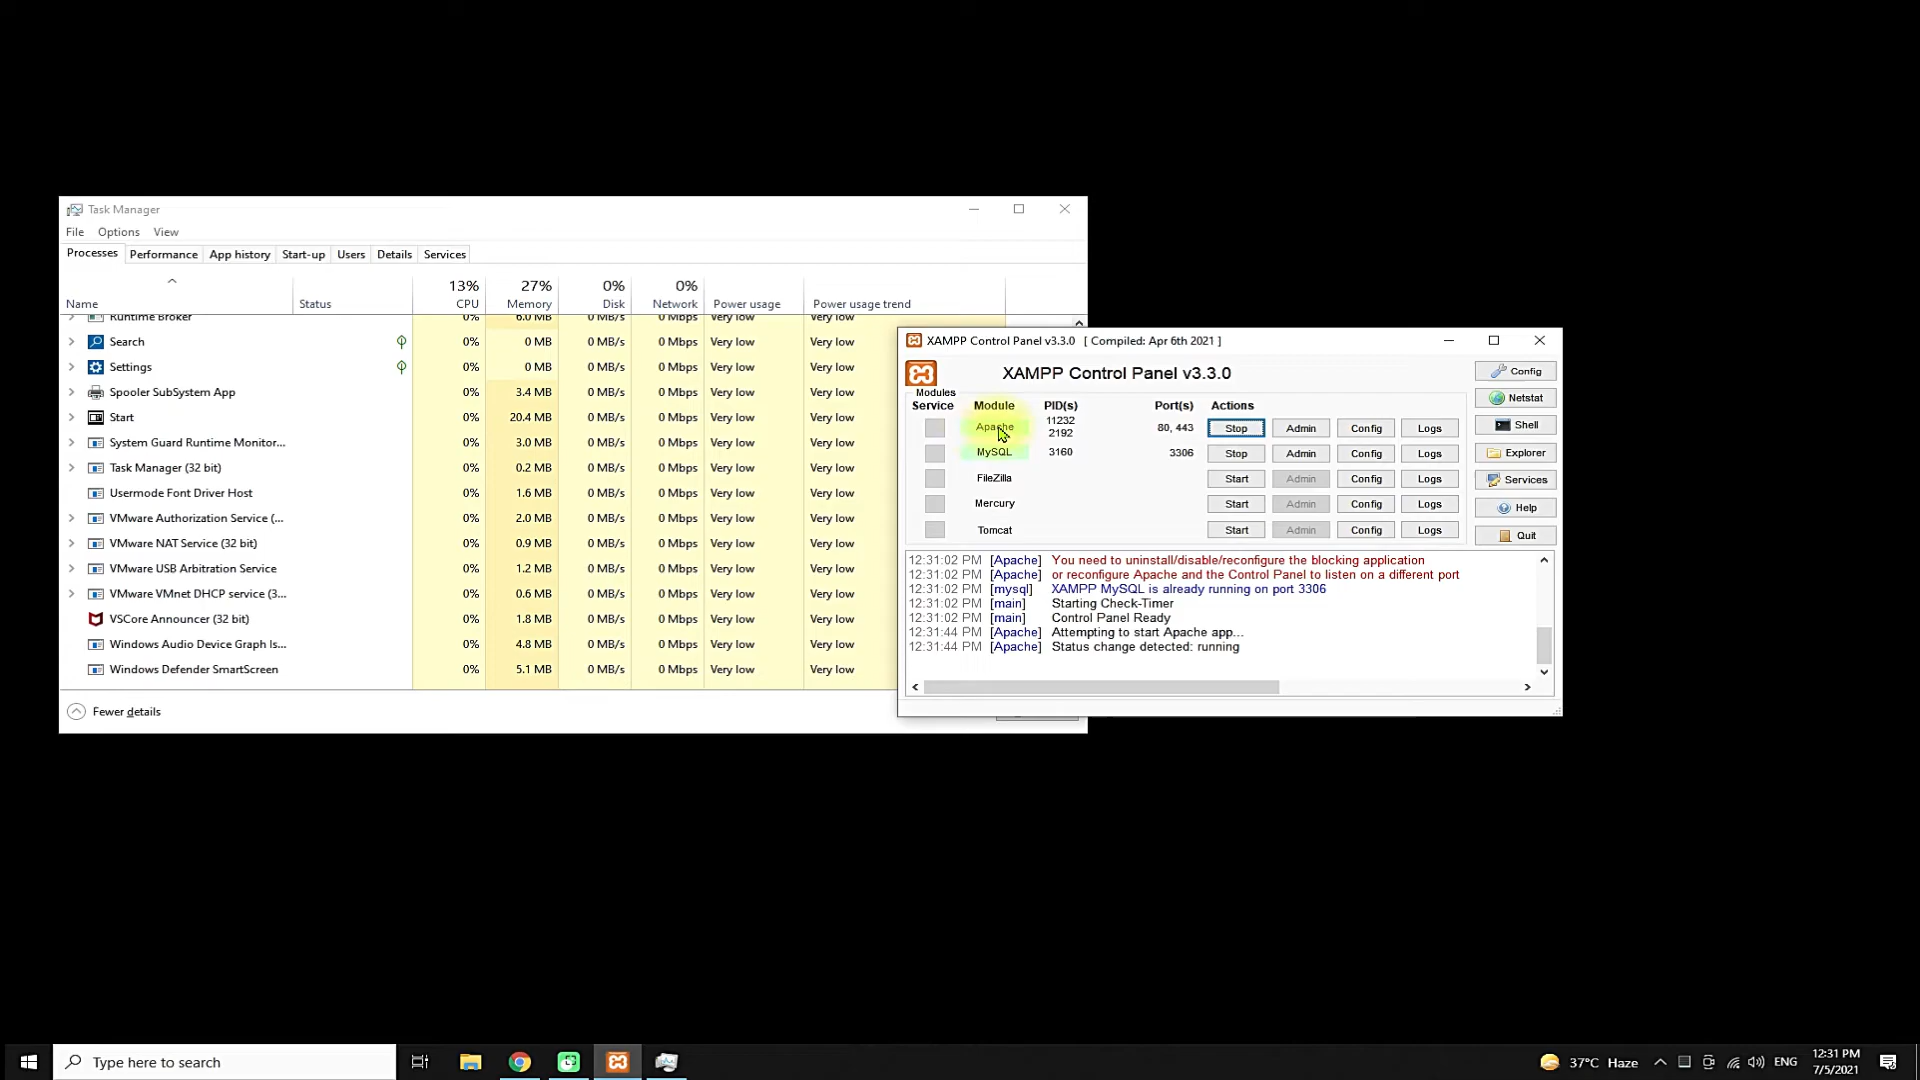 Task Manager
File Options View
Processes Performance App history Start-up Users Details Services
13% 27% 0% 0%
Name Status CPU Memory Disk Network Power usage Power usage trend
Runtime Broker 0% 6.0 MB 0 MB/s 0 Mbps Very low Very low
Search 0% 0 MB 0 MB/s 0 Mbps Very low Very low
Settings 0% 0 MB 0 MB/s 0 Mbps Very low Very low
Spooler SubSystem App 0% 3.4 MB 0 MB/s 0 Mbps Very low Very low
Start 0% 20.4 MB 0 MB/s 0 Mbps Very low Very low
System Guard Runtime Monitor... 0% 3.0 MB 0 MB/s 0 Mbps Very low Very low
Task Manager (32 bit) 0% 0.2 MB 0 MB/s 0 Mbps Very low Very low
Usermode Font Driver Host 0% 1.6 MB 0 MB/s 0 Mbps Very low Very low
VMware Authorization Service (... 0% 2.0 MB 0 MB/s 0 Mbps Very low Very low
VMware NAT Service (32 bit) 0% 0.9 MB 0 MB/s 0 Mbps Very low Very low
VMware USB Arbitration Service 0% 1.2 MB 0 MB/s 0 Mbps Very low Very low
VMware VMnet DHCP service (3... 0% 0.6 MB 0 MB/s 0 Mbps Very low Very low
VSCore Announcer (32 bit) 0% 1.8 MB 0 MB/s 0 Mbps Very low Very low
Windows Audio Device Graph Is... 0% 4.8 MB 0 MB/s 0 Mbps Very low Very low
Windows Defender SmartScreen 0% 5.1 MB 0 MB/s 0 Mbps Very low Very low
Fewer details
XAMPP Control Panel v3.3.0 [ Compiled: Apr 6th 2021 ]
XAMPP Control Panel v3.3.0
Modules
Service Module PID(s) Port(s) Actions
Apache 11232 2192 80, 443 Stop Admin Config Logs
MySQL 3160 3306 Stop Admin Config Logs
FileZilla Start Admin Config Logs
Mercury Start Admin Config Logs
Tomcat Start Admin Config Logs
Config
Netstat
Shell
Explorer
Services
Help
Quit
12:31:02 PM [Apache] You need to uninstall/disable/reconfigure the blocking application
12:31:02 PM [Apache] or reconfigure Apache and the Control Panel to listen on a different port
12:31:02 PM [mysql] XAMPP MySQL is already running on port 3306
12:31:02 PM [main] Starting Check-Timer
12:31:02 PM [main] Control Panel Ready
12:31:44 PM [Apache] Attempting to start Apache app...
12:31:44 PM [Apache] Status change detected: running
Type here to search
37°C Haze
ENG
12:31 PM
7/5/2021